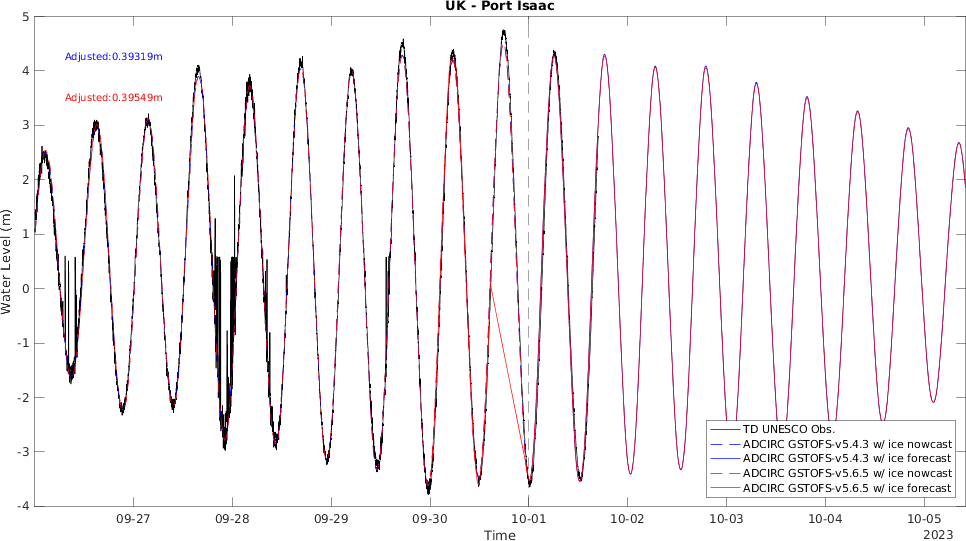 UK - Port Isaac
Adjusted:0.39319m
Adjusted:0.39549m
Water Level (m)
5
4
3
2
1
0
-1
-2
-3
-4
TD UNESCO Obs.
ADCIRC GSTOFS-v5.4.3 w/ ice nowcast
ADCIRC GSTOFS-v5.4.3 w/ ice forecast
ADCIRC GSTOFS-v5.6.5 w/ ice nowcast
ADCIRC GSTOFS-v5.6.5 w/ ice forecast
09-27 09-28 09-29 09-30 10-01 10-02 10-03 10-04 10-05
Time
2023